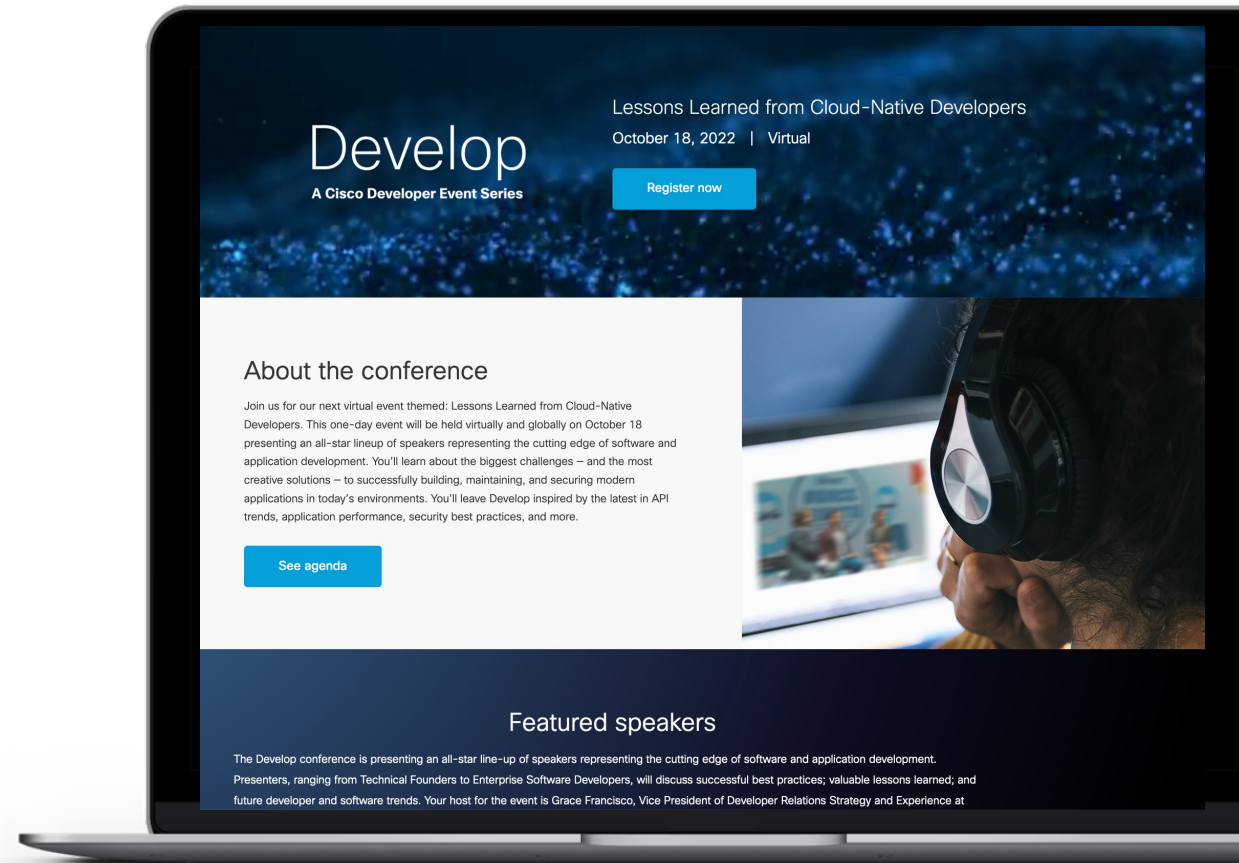 Develop
A Cisco Developer Event Series
Lessons Learned from Cloud-Native Developers
October 18, 2022 | Virtual
Register now
About the conference
Join us for our next virtual event themed: Lessons Learned from Cloud-Native
Developers. This one-day event will be held virtually and globally on October 18
presenting an all-star lineup of speakers representing the cutting edge of software and
application development. You'll learn about the biggest challenges – and the most
creative solutions – to successfully building, maintaining, and securing modern
applications in today's environments. You'll leave Develop inspired by the latest in API
trends, application performance, security best practices, and more.
See agenda
Featured speakers
The Develop conference is presenting an all-star line-up of speakers representing the cutting edge of software and application development.
Presenters, ranging from Technical Founders to Enterprise Software Developers, will discuss successful best practices; valuable lessons learned; and
future developer and software trends. Your host for the event is Grace Francisco, Vice President of Developer Relations Strategy and Experience at